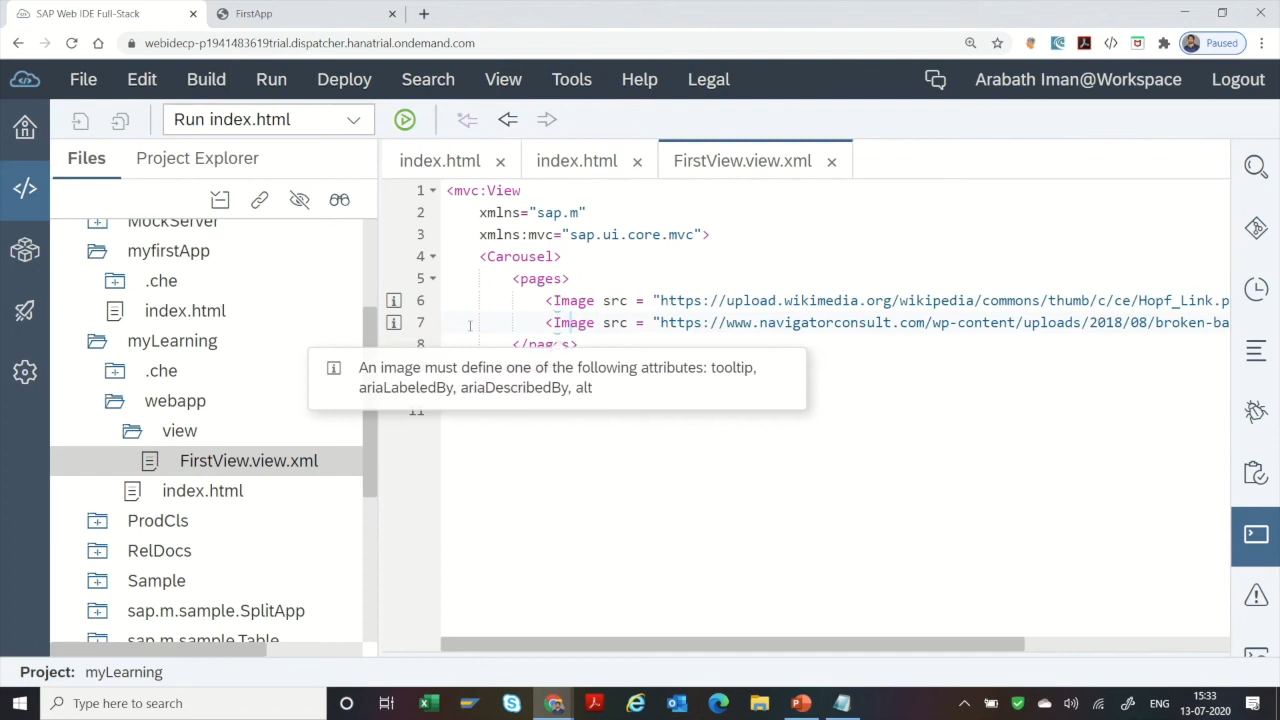 SAP Web IDE Full-Stack
FirstApp
webidecp-p1941483619trial.dispatcher.hanatrial.ondemand.com
Paused
File Edit Build Run Deploy Search View Tools Help Legal
Arabath Iman@Workspace Logout
Run index.html
Files Project Explorer
index.html
index.html
FirstView.view.xml
MockServer
myfirstApp
.che
index.html
myLearning
.che
webapp
view
FirstView.view.xml
index.html
ProdCls
RelDocs
Sample
sap.m.sample.SplitApp
sap.m.sample.Table
1 <mvc:View
2 xmlns="sap.m"
3 xmlns:mvc="sap.ui.core.mvc">
4 <Carousel>
5 <pages>
6 <Image src = "https://upload.wikimedia.org/wikipedia/commons/thumb/c/ce/Hopf_Link.p
7 <Image src = "https://www.navigatorconsult.com/wp-content/uploads/2018/08/broken-ba
8 </pages>
An image must define one of the following attributes: tooltip,
ariaLabeledBy, ariaDescribedBy, alt
11
Project: myLearning
Type here to search
ENG
15:33
13-07-2020